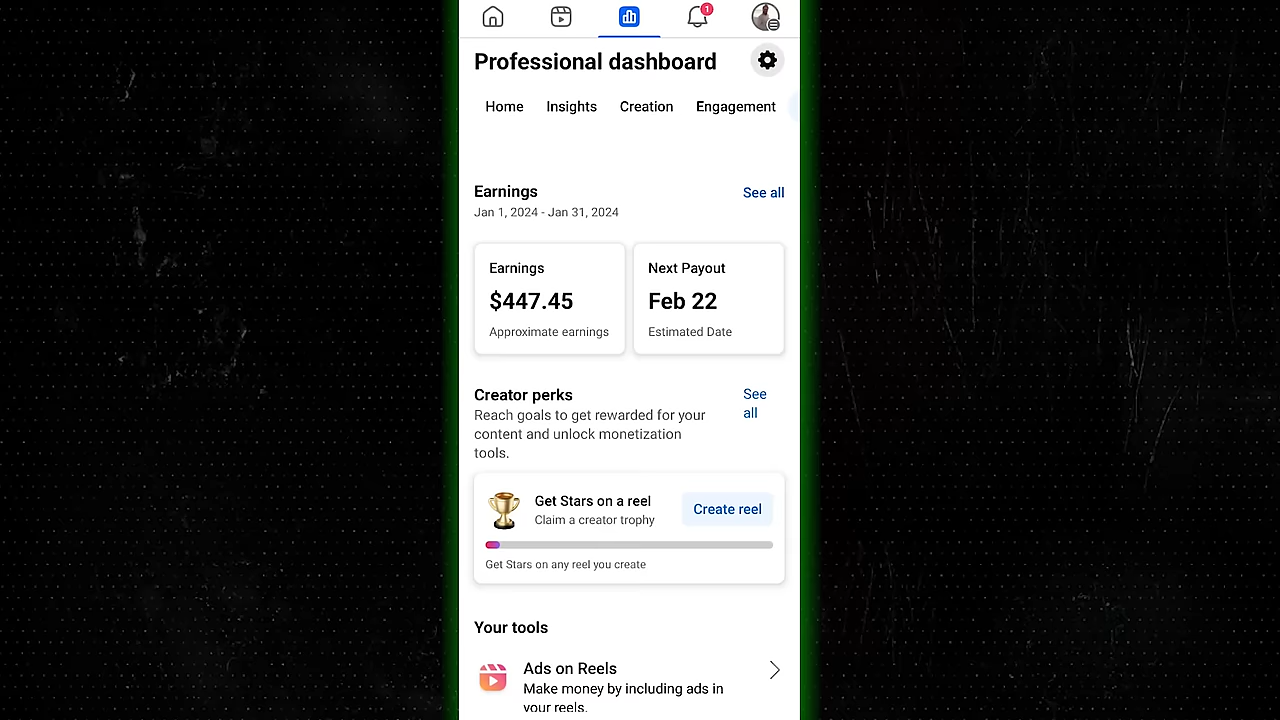 1
Professional dashboard
Home Insights Creation Engagement
Earnings See all
Jan 1, 2024 - Jan 31, 2024
Earnings
$447.45
Approximate earnings
Next Payout
Feb 22
Estimated Date
Creator perks
See all
Reach goals to get rewarded for your
content and unlock monetization
tools.
Get Stars on a reel
Claim a creator trophy
Create reel
Get Stars on any reel you create
Your tools
Ads on Reels
Make money by including ads in
your reels.